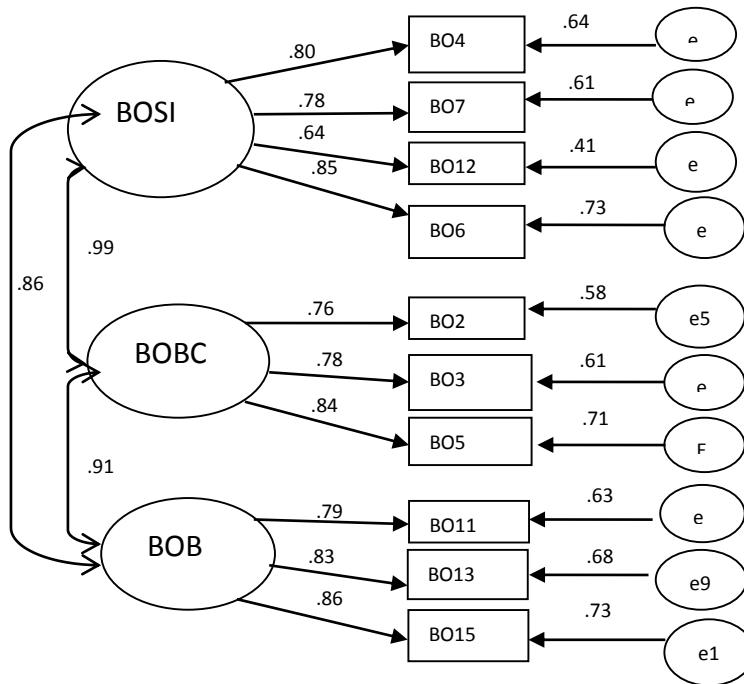 BOSI
.80
BO4
.64
e
.78
BO7
.61
e
.64
BO12
.41
e
.85
BO6
.73
e
.99
.86
BOBC
.76
BO2
.58
e5
.78
BO3
.61
e
.84
BO5
.71
.91
BOB
.79
BO11
.63
e
.83
BO13
.68
e9
.86
BO15
.73
e1